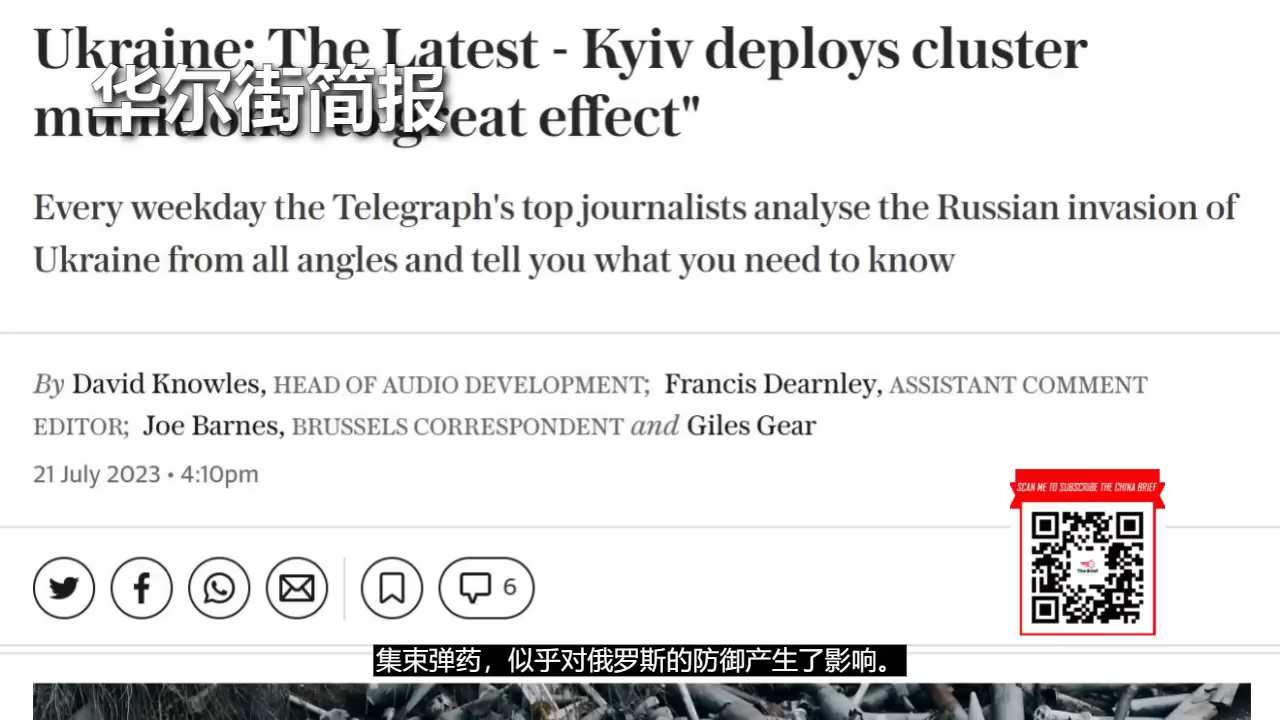 Ukraine: The Latest - Kyiv deploys cluster
华尔街简报
munitions "to great effect"
Every weekday the Telegraph's top journalists analyse the Russian invasion of
Ukraine from all angles and tell you what you need to know
By David Knowles, HEAD OF AUDIO DEVELOPMENT; Francis Dearnley, ASSISTANT COMMENT
EDITOR; Joe Barnes, BRUSSELS CORRESPONDENT and Giles Gear
21 July 2023 • 4:10pm
SCAN ME TO SUBSCRIBE THE CHINA BRIEF
The Brief
6
集束弹药，似乎对俄罗斯的防御产生了影响。